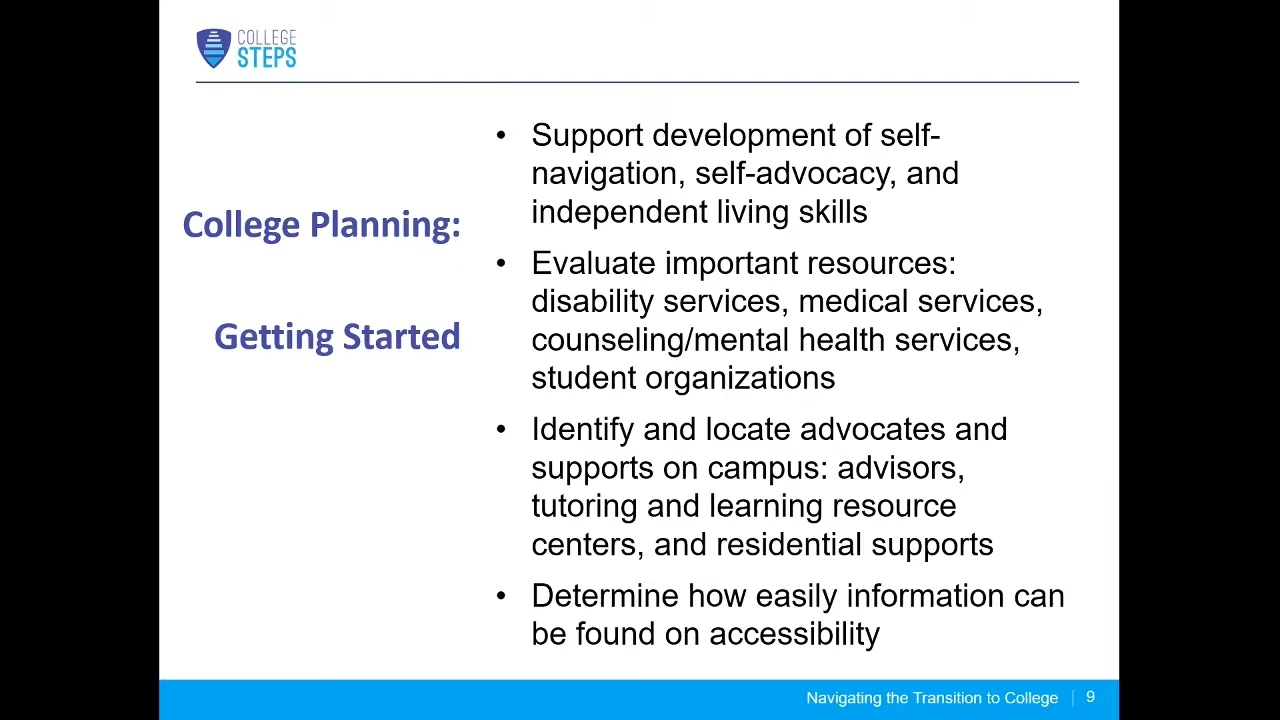 COLLEGE
STEPS
College Planning:
Getting Started
• Support development of self-
navigation, self-advocacy, and
independent living skills
• Evaluate important resources:
disability services, medical services,
counseling/mental health services,
student organizations
• Identify and locate advocates and
supports on campus: advisors,
tutoring and learning resource
centers, and residential supports
• Determine how easily information can
be found on accessibility
Navigating the Transition to College | 9